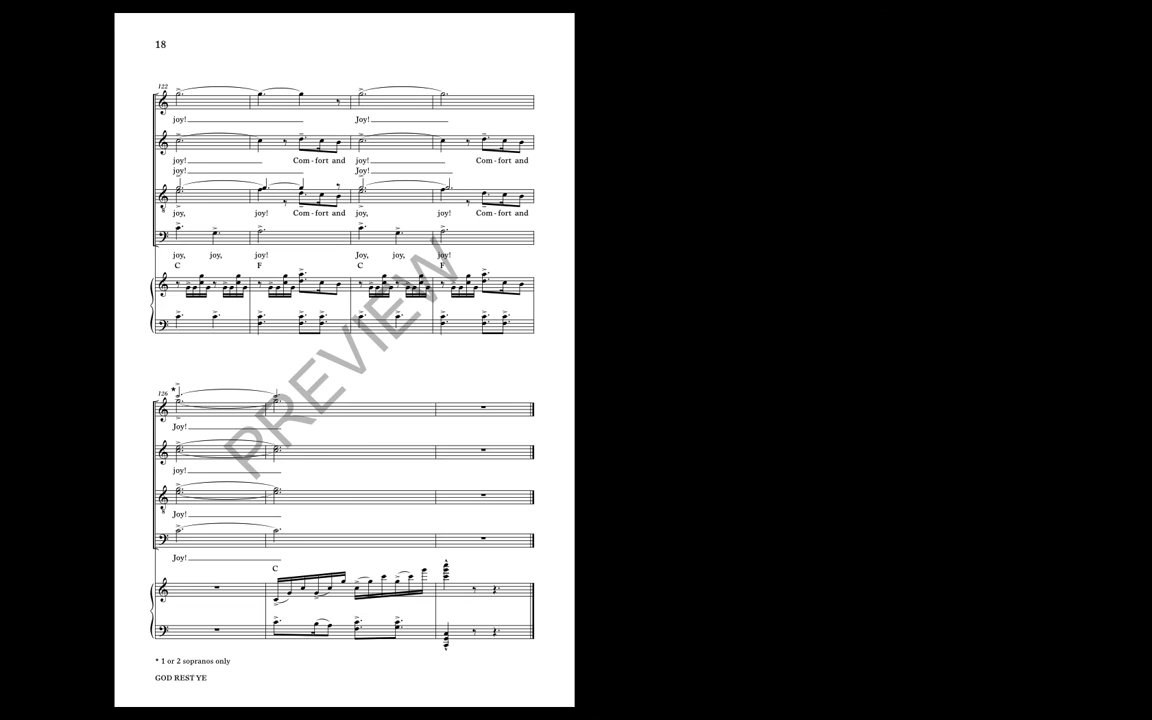 18
122
joy! Joy!
joy! Com - fort and joy! Com - fort and
joy! Joy!
joy, joy! Com - fort and joy, joy! Com - fort and
joy, joy, joy! Joy, joy, joy!
C F C F
PREVIEW
126
*
Joy!
joy!
8
Joy!
Joy!
C
* 1 or 2 sopranos only
GOD REST YE